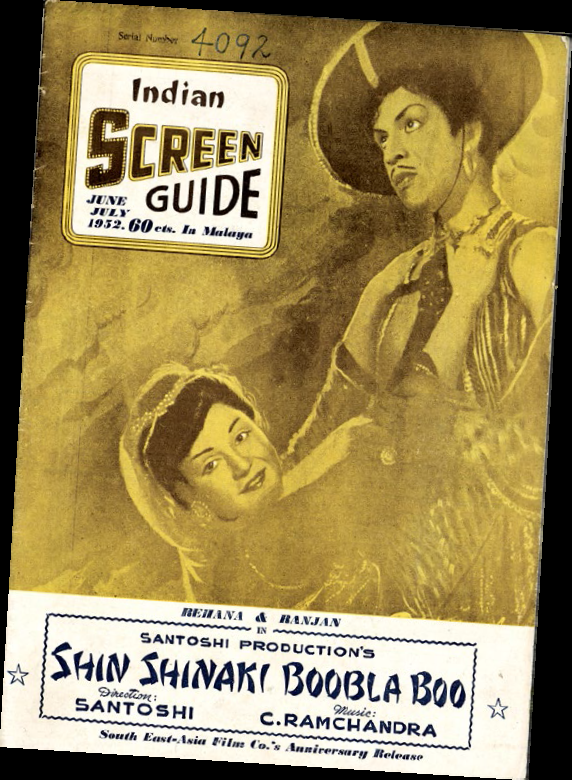 Serial Number 4092
Indian
SCREEN
GUIDE
JUNE
JULY
1952. 60 cts. In Malaya
REHANA & RANJAN
IN
SANTOSHI PRODUCTION'S
SHIN SHINAKI BOOBLA BOO
Direction:
SANTOSHI
Music:
C.RAMCHANDRA
South East-Asia Film Co.'s Anniversary Release